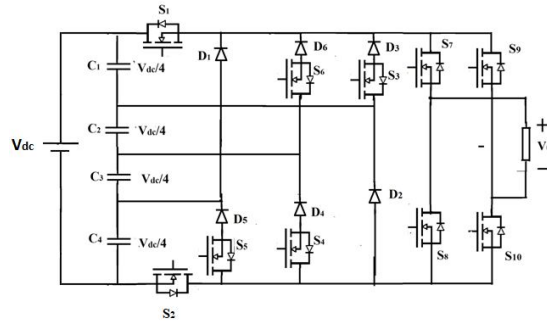 S1
D1
D6
D3
S7
S9
C1
Vdc/4
S6
S3
C2
Vdc/4
+
Vdc
-
V
C3
Vdc/4
D2
-
D5
D4
C4
Vdc/4
S5
S4
S8
S10
S2